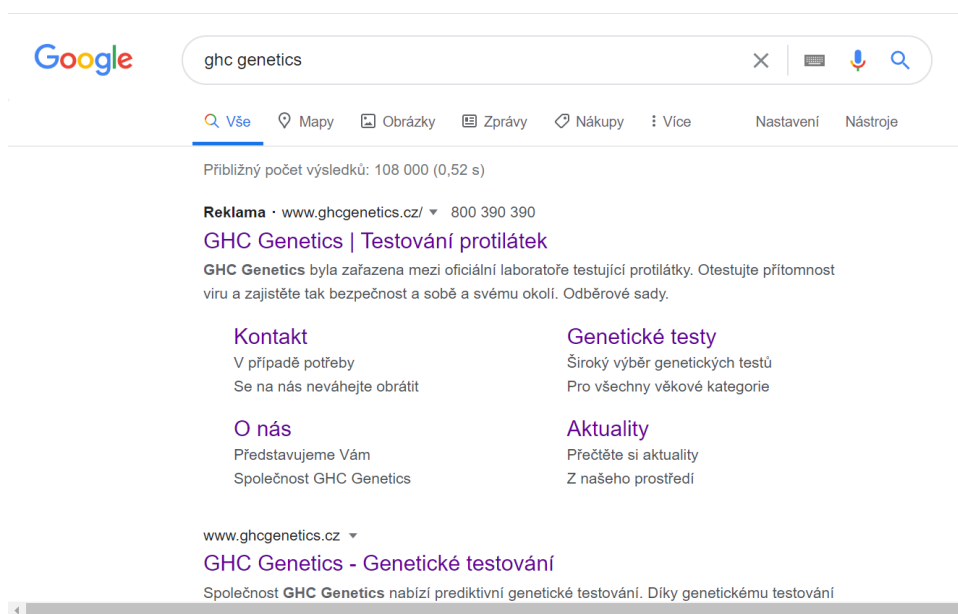 Google
ghc genetics
Vše Mapy Obrázky Zprávy Nákupy Více Nastavení Nástroje
Přibližný počet výsledků: 108 000 (0,52 s)
Reklama · www.ghcgenetics.cz/ 800 390 390
GHC Genetics | Testování protilátek
GHC Genetics byla zařazena mezi oficiální laboratoře testující protilátky. Otestujte přítomnost
viru a zajistěte tak bezpečnost a sobě a svému okolí. Odběrové sady.
Kontakt
V případě potřeby
Se na nás neváhejte obrátit
Genetické testy
Široký výběr genetických testů
Pro všechny věkové kategorie
O nás
Představujeme Vám
Společnost GHC Genetics
Aktuality
Přečtěte si aktuality
Z našeho prostředí
www.ghcgenetics.cz
GHC Genetics - Genetické testování
Společnost GHC Genetics nabízí prediktivní genetické testování. Díky genetickému testování